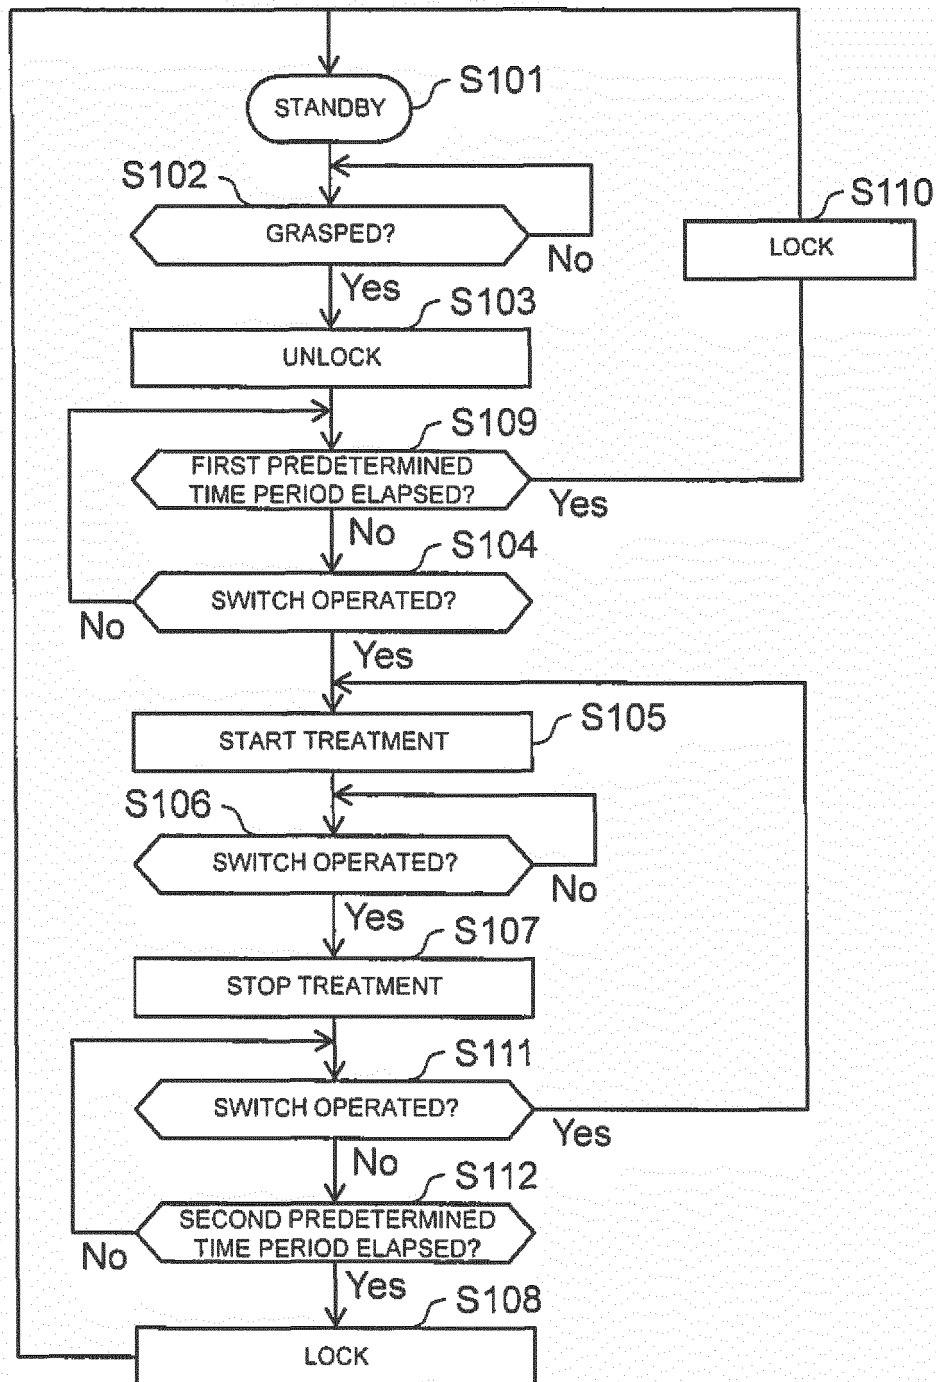 S101
STANDBY
S102
GRASPED?
No
Yes
S110
LOCK
S103
UNLOCK
S109
FIRST PREDETERMINED
TIME PERIOD ELAPSED?
Yes
No
S104
SWITCH OPERATED?
No
Yes
S105
START TREATMENT
S106
SWITCH OPERATED?
No
Yes
S107
STOP TREATMENT
S111
SWITCH OPERATED?
Yes
No
S112
SECOND PREDETERMINED
TIME PERIOD ELAPSED?
No
Yes
S108
LOCK